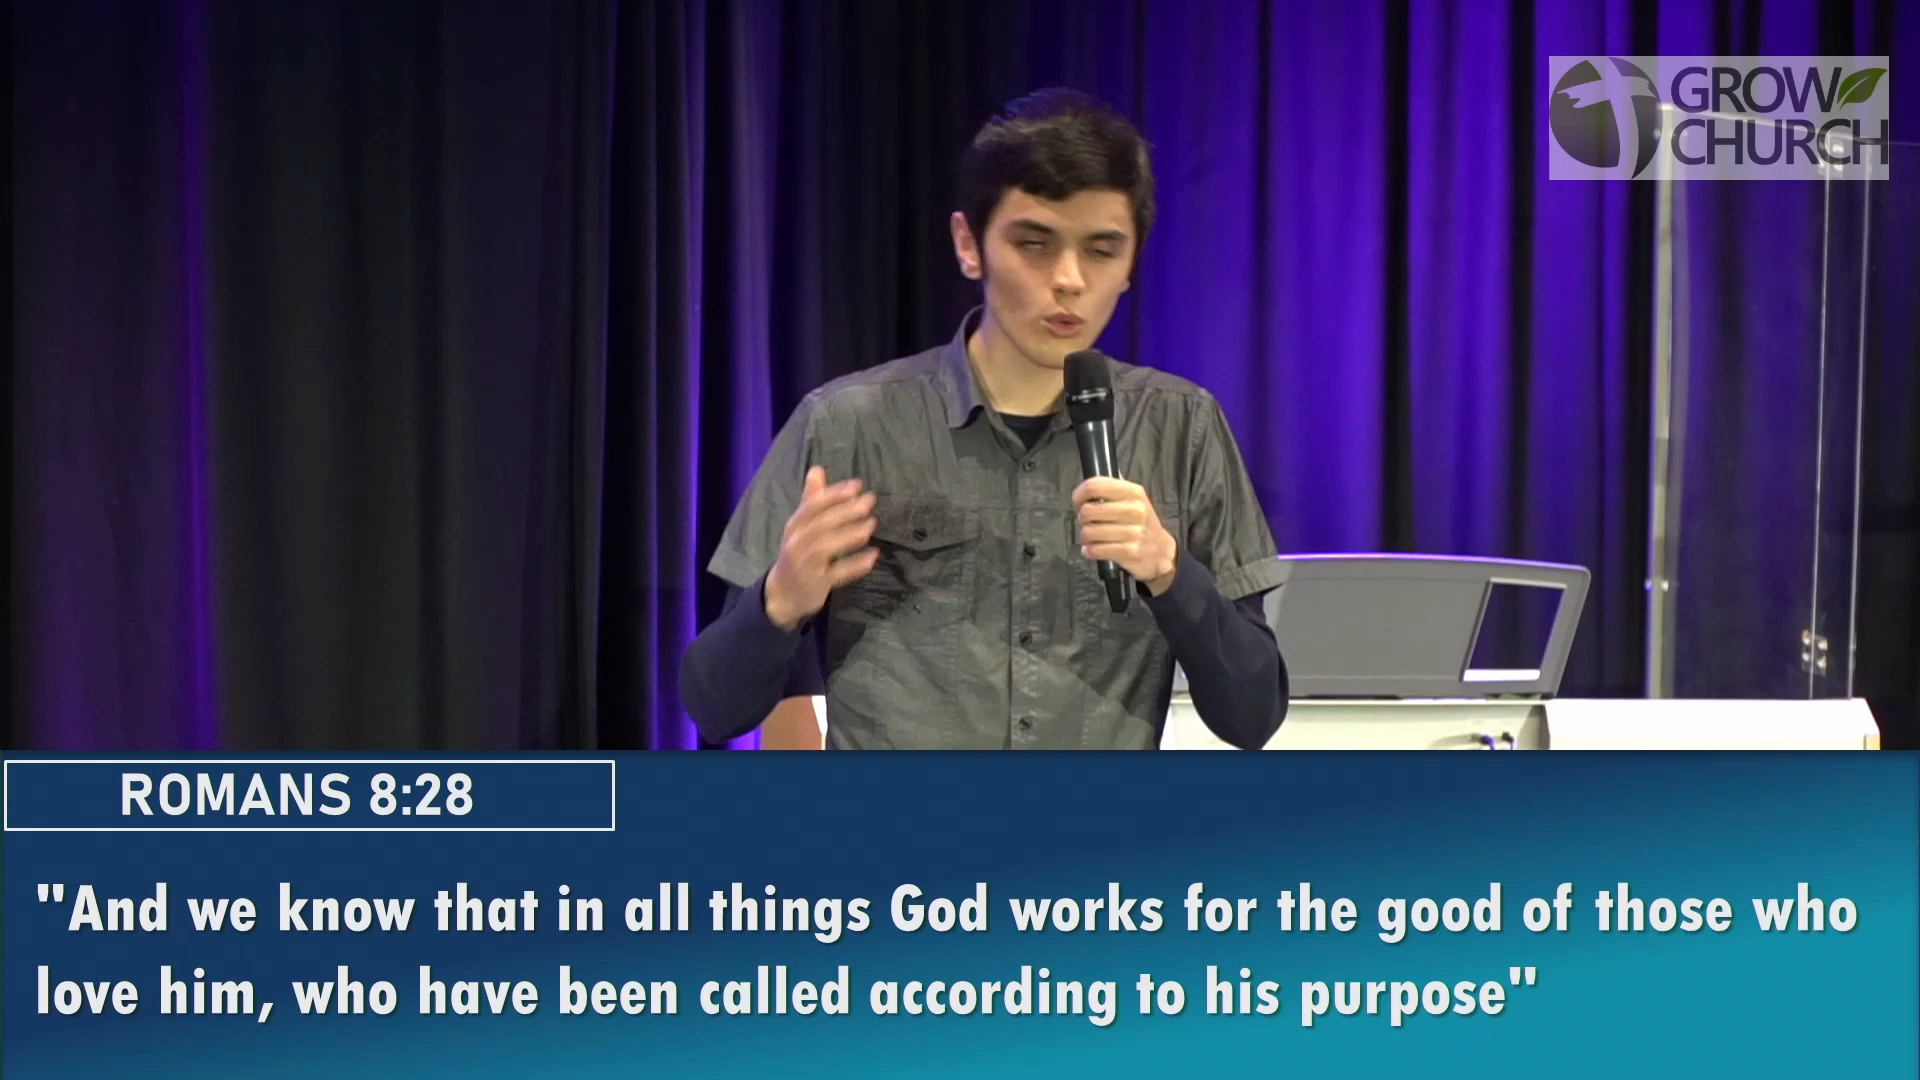 GROW
CHURCH
ROMANS 8:28
"And we know that in all things God works for the good of those who
love him, who have been called according to his purpose"